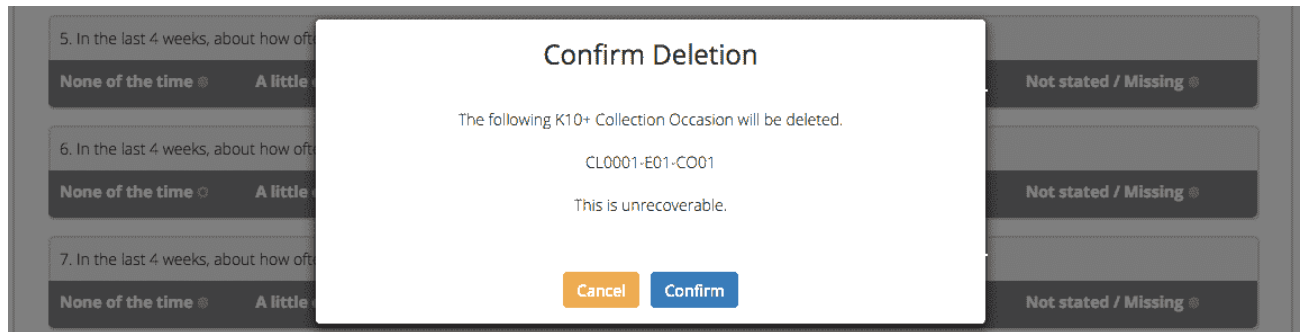 5. In the last 4 weeks, about how ofte
None of the time A little Not stated / Missing
6. In the last 4 weeks, about how ofte
None of the time A little Not stated / Missing
7. In the last 4 weeks, about how ofte
None of the time A little Not stated / Missing
Confirm Deletion
The following K10+ Collection Occasion will be deleted.
CL0001-E01-CO01
This is unrecoverable.
Cancel Confirm